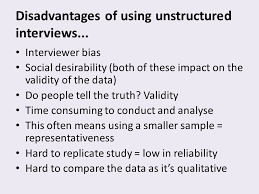 Disadvantages of using unstructured
interviews...
• Interviewer bias
• Social desirability (both of these impact on the
validity of the data)
• Do people tell the truth? Validity
• Time consuming to conduct and analyse
• This often means using a smaller sample =
representativeness
• Hard to replicate study = low in reliability
• Hard to compare the data as it's qualitative